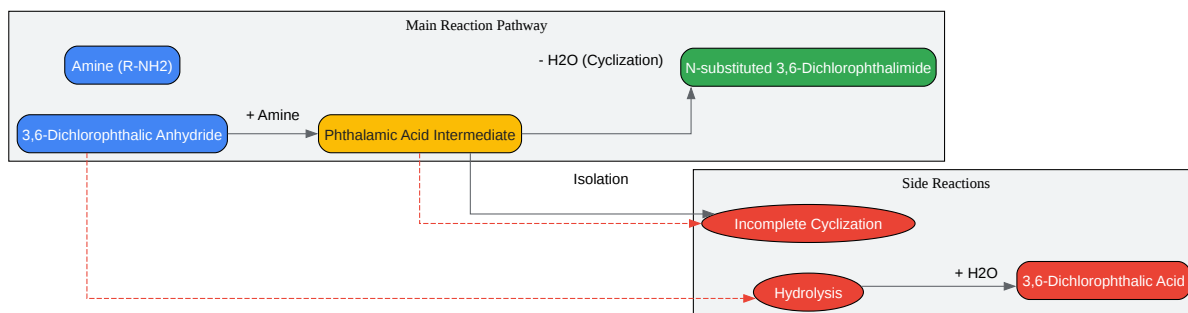 Main Reaction Pathway
Amine (R-NH2)
- H2O (Cyclization)
N-substituted 3,6-Dichlorophthalimide
3,6-Dichlorophthalic Anhydride
+ Amine
Phthalamic Acid Intermediate
Isolation
Side Reactions
Incomplete Cyclization
Hydrolysis
+ H2O
3,6-Dichlorophthalic Acid